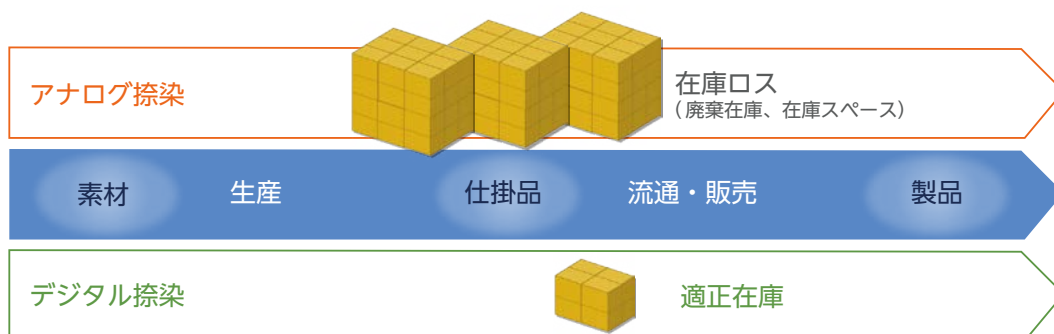 アナログ捺染
在庫ロス
（廃棄在庫、在庫スペース）
素材 生産 仕掛品 流通・販売 製品
デジタル捺染 適正在庫